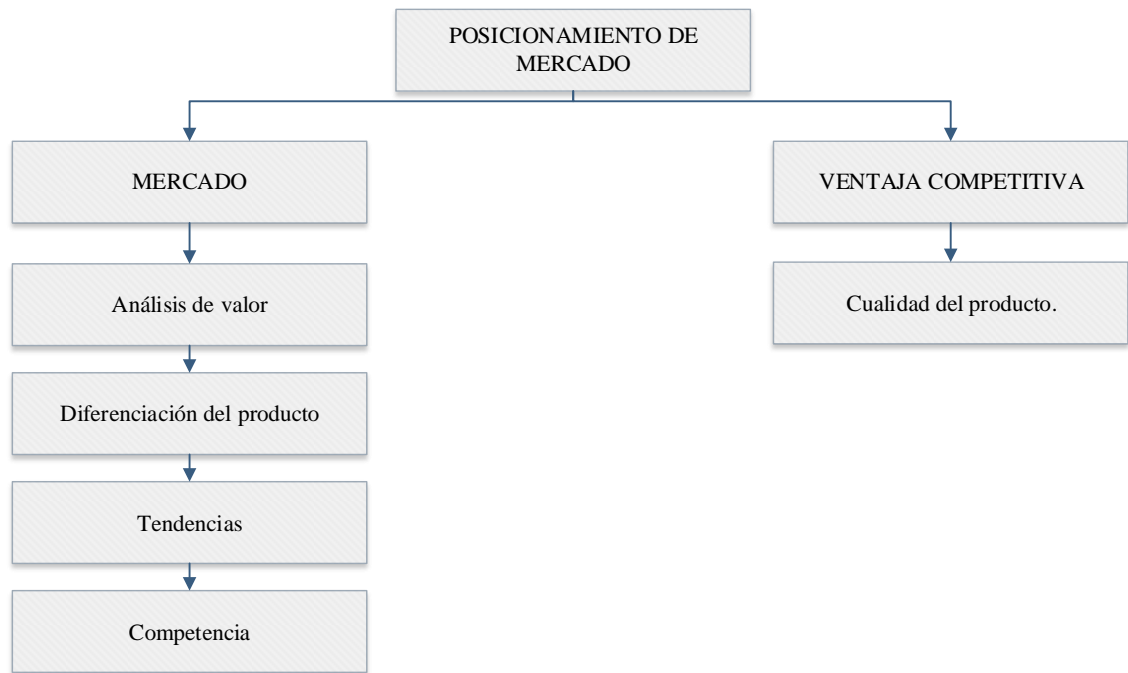 POSICIONAMIENTO DE
MERCADO
MERCADO
VENTAJA COMPETITIVA
Análisis de valor
Cualidad del producto.
Diferenciación del producto
Tendencias
Competencia